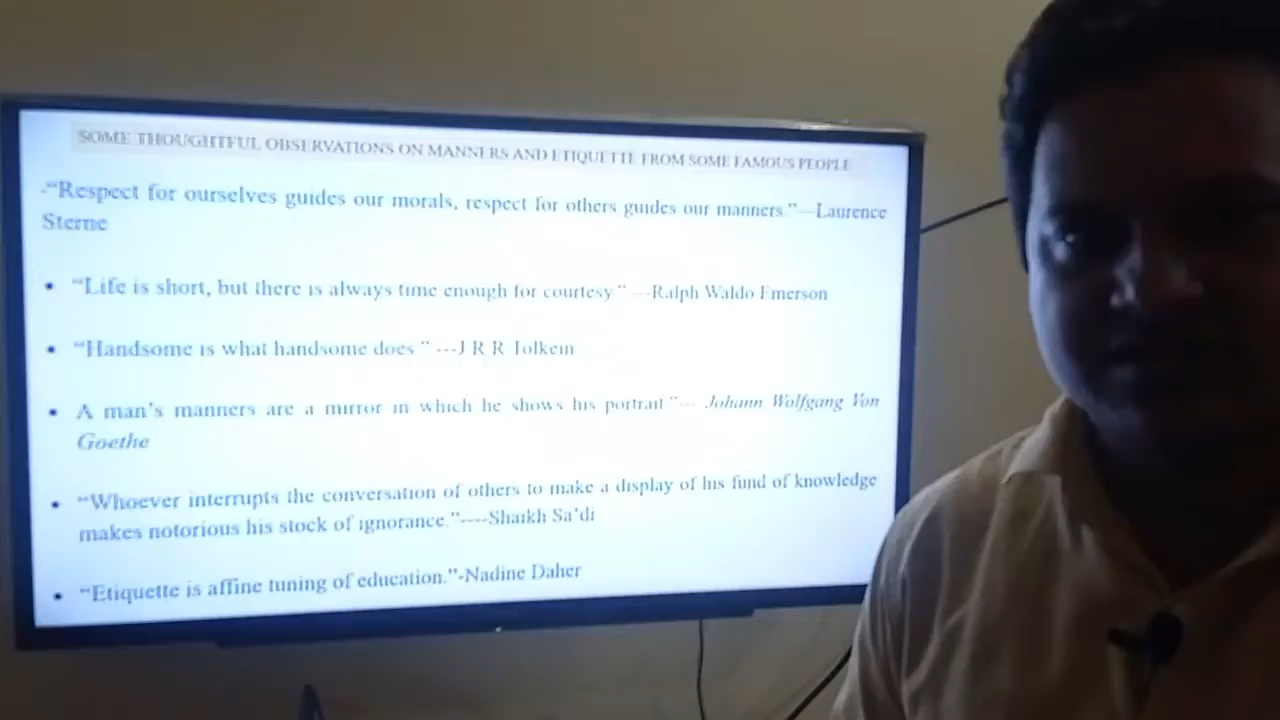 SOME THOUGHTFUL OBSERVATIONS ON MANNERS AND ETIQUETTE FROM SOME FAMOUS PEOPLE
-“Respect for ourselves guides our morals, respect for others guides our manners.”—Laurence
Sterne
• “Life is short, but there is always time enough for courtesy” ---Ralph Waldo Emerson
• “Handsome is what handsome does ” ---J R R Tolkein
• A man’s manners are a mirror in which he shows his portrait”--- Johann Wolfgang Von
Goethe
• “Whoever interrupts the conversation of others to make a display of his fund of knowledge
makes notorious his stock of ignorance.”----Shaikh Sa’di
• “Etiquette is affine tuning of education.”-Nadine Daher